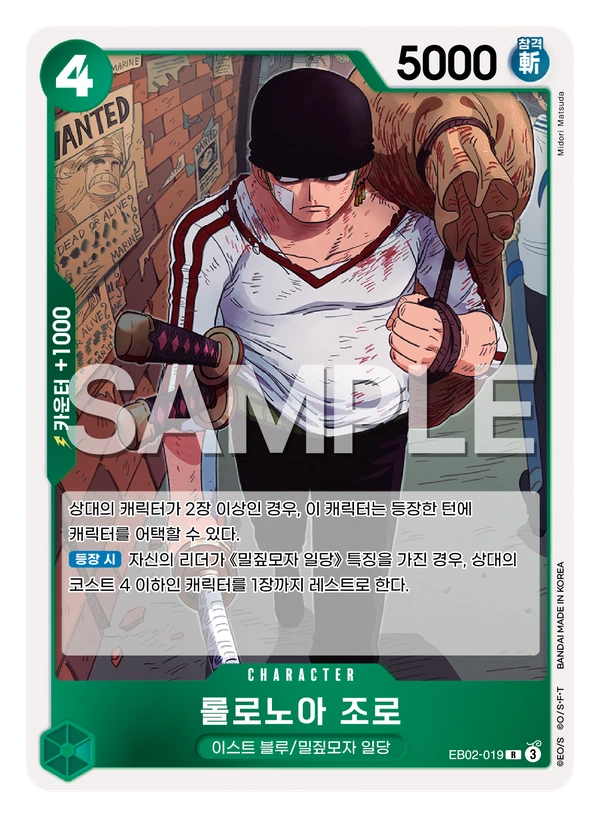 4
5000
참격
斬
Midori Matsuda
WANTED
MARINE
DEAD OR ALIVE
MARINE
카운터 +1000
SAMPLE
상대의 캐릭터가 2장 이상인 경우, 이 캐릭터는 등장한 턴에
캐릭터를 어택할 수 있다.
등장 시 자신의 리더가 《밀짚모자 일당》 특징을 가진 경우, 상대의
코스트 4 이하인 캐릭터를 1장까지 레스트로 한다.
CHARACTER
롤로노아 조로
이스트 블루/밀짚모자 일당
EB02-019 R 3
©EO/S ©O/S·F·T BANDAI MADE IN KOREA